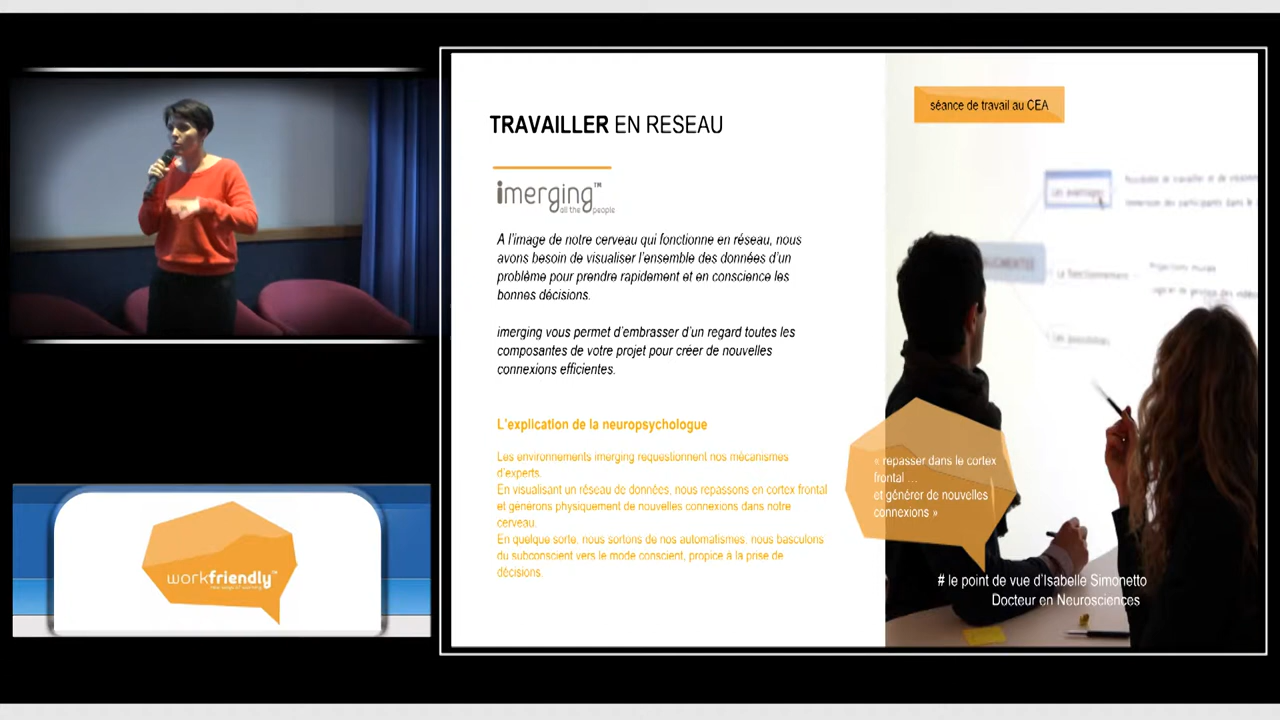 séance de travail au CEA
TRAVAILLER EN RESEAU
imerging™
all the people
A l'image de notre cerveau qui fonctionne en réseau, nous
avons besoin de visualiser l'ensemble des données d'un
problème pour prendre rapidement et en conscience les
bonnes décisions.
imerging vous permet d'embrasser d'un regard toutes les
composantes de votre projet pour créer de nouvelles
connexions efficientes.
L'explication de la neuropsychologue
Les environnements imerging requestionnent nos mécanismes
d'experts.
En visualisant un réseau de données, nous repassons en cortex frontal
et générons physiquement de nouvelles connexions dans notre
cerveau.
En quelque sorte, nous sortons de nos automatismes, nous basculons
du subconscient vers le mode conscient, propice à la prise de
décisions.
« repasser dans le cortex
frontal ...
et générer de nouvelles
connexions »
# le point de vue d'Isabelle Simonetto
Docteur en Neurosciences
workfriendly™